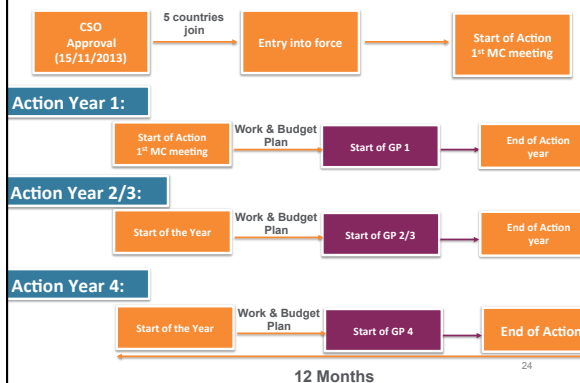 CSO
Approval
(15/11/2013)
5 countries
join
Entry into force
Start of Action
1st MC meeting
Action Year 1:
Start of Action
1st MC meeting
Work & Budget
Plan
Start of GP 1
End of Action
year
Action Year 2/3:
Start of the Year
Work & Budget
Plan
Start of GP 2/3
End of Action
year
Action Year 4:
Start of the Year
Work & Budget
Plan
Start of GP 4
End of Action
12 Months
24